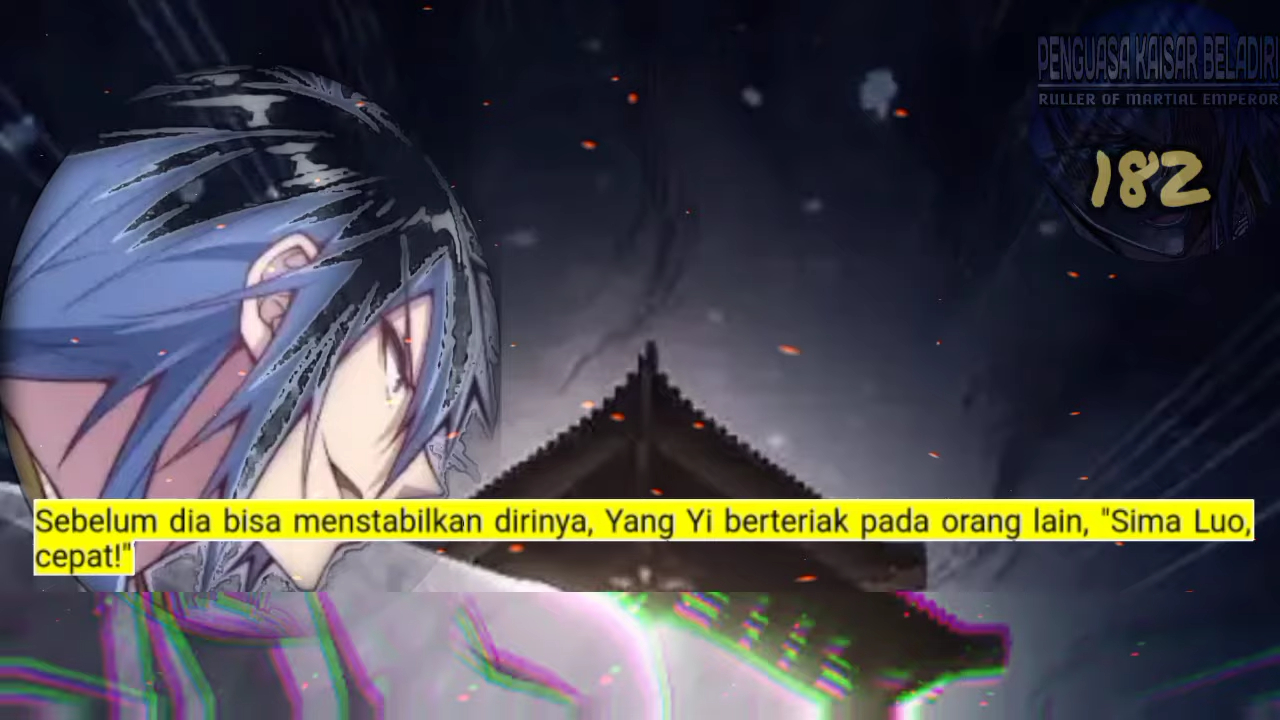 PENGUASA KAISAR BELADIRI
RULLER OF MARTIAL EMPEROR
182
Sebelum dia bisa menstabilkan dirinya, Yang Yi berteriak pada orang lain, "Sima Luo,
cepat!"